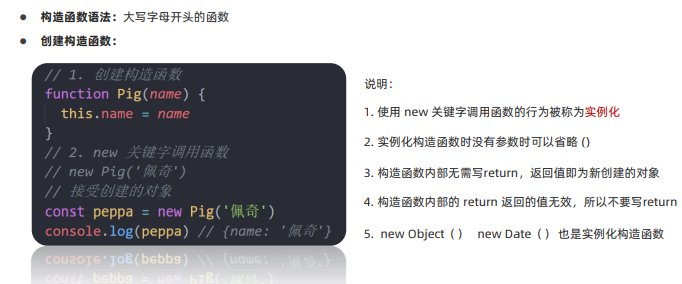 构造函数语法：大写字母开头的函数
创建构造函数：
// 1. 创建构造函数
function Pig(name) {
this.name = name
}
// 2. new 关键字调用函数
// new Pig('佩奇')
// 接受创建的对象
const peppa = new Pig('佩奇')
console.log(peppa) // {name: '佩奇'}
说明：
1. 使用 new 关键字调用函数的行为被称为实例化
2. 实例化构造函数时没有参数时可以省略 ()
3. 构造函数内部无需写return，返回值即为新创建的对象
4. 构造函数内部的 return 返回的值无效，所以不要写return
5. new Object（） new Date（） 也是实例化构造函数